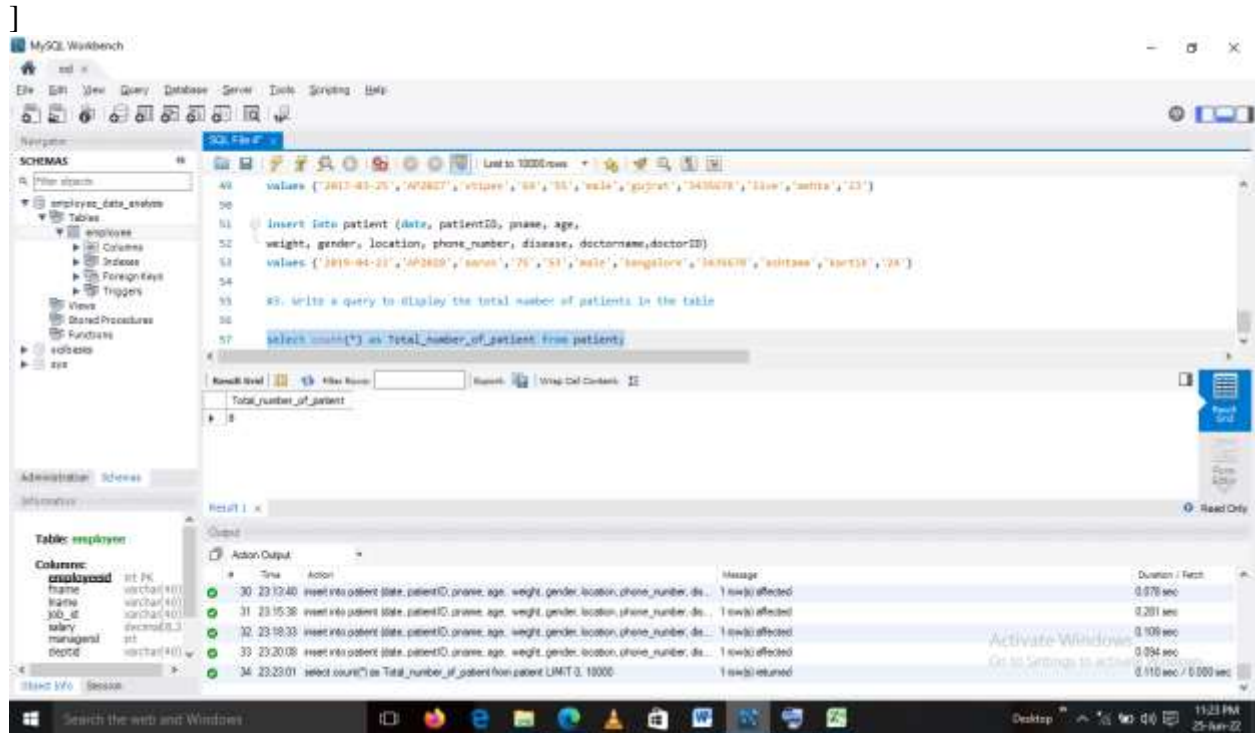 ]
MySQL Workbench
File Edit View Query Database Server Tools Scripting Help
Navigator
SQL File 4*
SCHEMAS
Limit to 10000 rows
Filter objects
employee_data_analysis
Tables
employee
Columns
Indexes
Foreign Keys
Triggers
Views
Stored Procedures
Functions
sys
49 values ('2017-03-25','AP2027', 'male','gujrat','3435678', 'mehta','23')
50
51 insert Into patient (date, patientID, pname, age,
52 weight, gender, location, phone_number, disease, doctorname,doctorID)
53 values ('2019-04-21', '75','53','male','bangalore','3435678', 'kartik','24')
54
55 #3. write a query to display the total number of patients in the table
56
57 select count(*) as Total_number_of_patient from patient;
Result Grid Filter Rows: Export: Wrap Cell Content:
Total_number_of_patient
8
Result Grid
Form Editor
Administration Schemas
Information
Result 1 Read Only
Output
Table: employee
Action Output
Columns:
employeeid int PK
fname varchar(40)
lname varchar(40)
job_id varchar(40)
salary
managerid int
deptid varchar(40)
# Time Action Message Duration / Fetch
30 23:13:40 insert into patient (date, patientID, pname, age, weight, gender, location, phone_number, dis... 1 row(s) affected 0.078 sec
31 23:15:38 insert into patient (date, patientID, pname, age, weight, gender, location, phone_number, dis... 1 row(s) affected 0.281 sec
32 23:18:33 insert into patient (date, patientID, pname, age, weight, gender, location, phone_number, dis... 1 row(s) affected 0.109 sec
33 23:20:08 insert into patient (date, patientID, pname, age, weight, gender, location, phone_number, dis... 1 row(s) affected 0.094 sec
34 23:23:01 select count(*) as Total_number_of_patient from patient LIMIT 0, 10000 1 row(s) returned 0.110 sec / 0.000 sec
Activate Windows
Go to Settings to activate Windows.
Object Info Session
Search the web and Windows
Desktop
11:23 PM
25-Jun-22